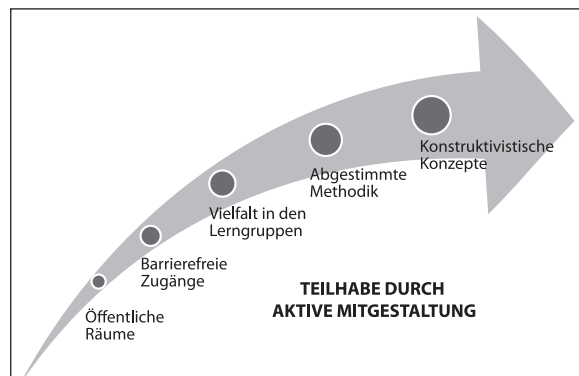 Konstruktivistische
Konzepte
Abgestimmte
Methodik
Vielfalt in den
Lerngruppen
Barrierefreie
Zugänge
Öffentliche
Räume
TEILHABE DURCH
AKTIVE MITGESTALTUNG